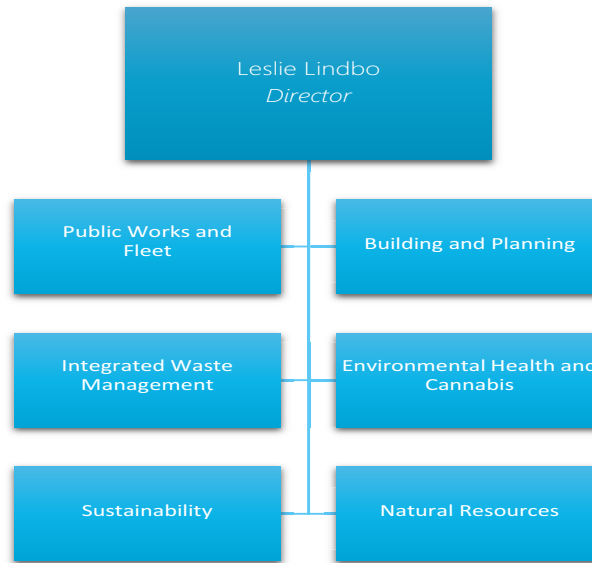 Leslie Lindbo
Director
Public Works and
Fleet
Building and Planning
Integrated Waste
Management
Environmental Health and
Cannabis
Sustainability
Natural Resources